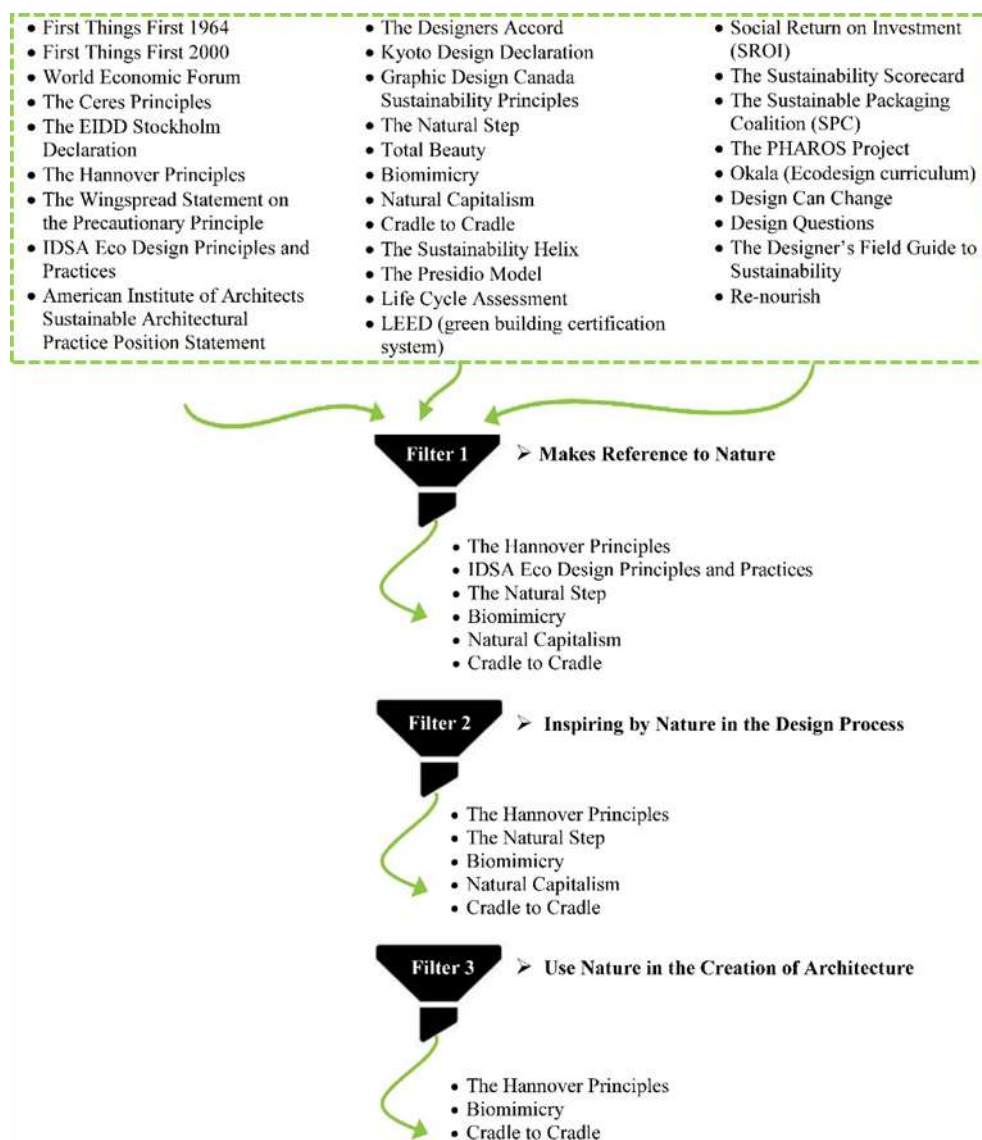 • First Things First 1964
• First Things First 2000
• World Economic Forum
• The Ceres Principles
• The EIDD Stockholm
Declaration
• The Hannover Principles
• The Wingspread Statement on
the Precautionary Principle
• IDSA Eco Design Principles and
Practices
• American Institute of Architects
Sustainable Architectural
Practice Position Statement
• The Designers Accord
• Kyoto Design Declaration
• Graphic Design Canada
Sustainability Principles
• The Natural Step
• Total Beauty
• Biomimicry
• Natural Capitalism
• Cradle to Cradle
• The Sustainability Helix
• The Presidio Model
• Life Cycle Assessment
• LEED (green building certification
system)
• Social Return on Investment
(SROI)
• The Sustainability Scorecard
• The Sustainable Packaging
Coalition (SPC)
• The PHAROS Project
• Okala (Ecodesign curriculum)
• Design Can Change
• Design Questions
• The Designer's Field Guide to
Sustainability
• Re-nourish
Filter 1 ➢ Makes Reference to Nature
• The Hannover Principles
• IDSA Eco Design Principles and Practices
• The Natural Step
• Biomimicry
• Natural Capitalism
• Cradle to Cradle
Filter 2 ➢ Inspiring by Nature in the Design Process
• The Hannover Principles
• The Natural Step
• Biomimicry
• Natural Capitalism
• Cradle to Cradle
Filter 3 ➢ Use Nature in the Creation of Architecture
• The Hannover Principles
• Biomimicry
• Cradle to Cradle